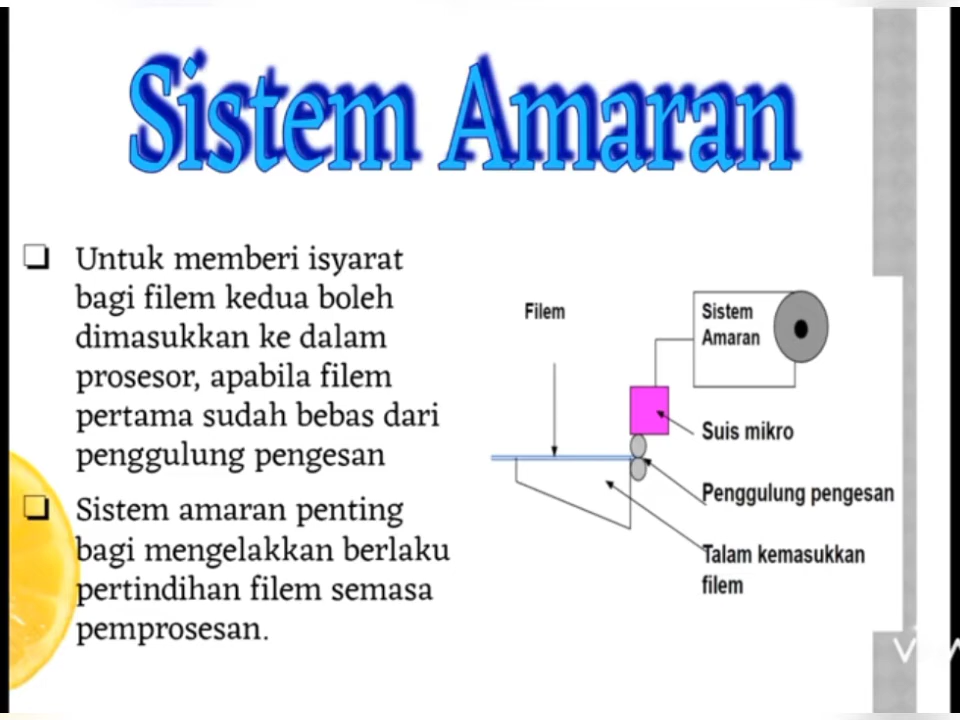 Sistem Amaran
Untuk memberi isyarat
bagi filem kedua boleh
dimasukkan ke dalam
prosesor, apabila filem
pertama sudah bebas dari
penggulung pengesan
Sistem amaran penting
bagi mengelakkan berlaku
pertindihan filem semasa
pemprosesan.
Filem
Sistem
Amaran
Suis mikro
Penggulung pengesan
Talam kemasukkan
filem